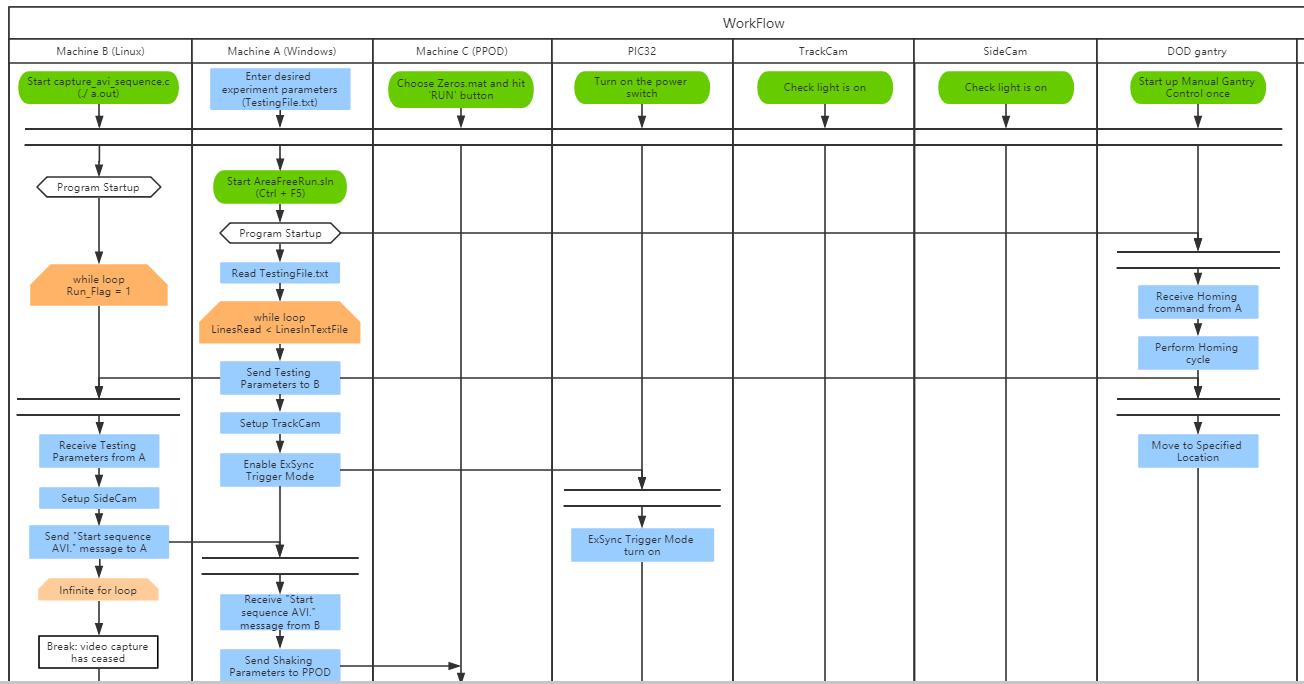 WorkFlow
Machine B (Linux)
Machine A (Windows)
Machine C (PPOD)
PIC32
TrackCam
SideCam
DOD gantry
Start capture_avi_sequence.c
(./ a.out)
Enter desired
experiment parameters
(TestingFile.txt)
Choose Zeros.mat and hit
'RUN' button
Turn on the power
switch
Check light is on
Check light is on
Start up Manual Gantry
Control once
Program Startup
Start AreaFreeRun.sln
(Ctrl + F5)
Program Startup
Read TestingFile.txt
while loop
Run_Flag = 1
while loop
LinesRead < LinesInTextFile
Receive Homing
command from A
Perform Homing
cycle
Send Testing
Parameters to B
Setup TrackCam
Enable ExSync
Trigger Mode
Receive Testing
Parameters from A
Setup SideCam
Send "Start sequence
AVI." message to A
Infinite for loop
Break: video capture
has ceased
Move to Specified
Location
ExSync Trigger Mode
turn on
Receive "Start
sequence AVI."
message from B
Send Shaking
Parameters to PPOD